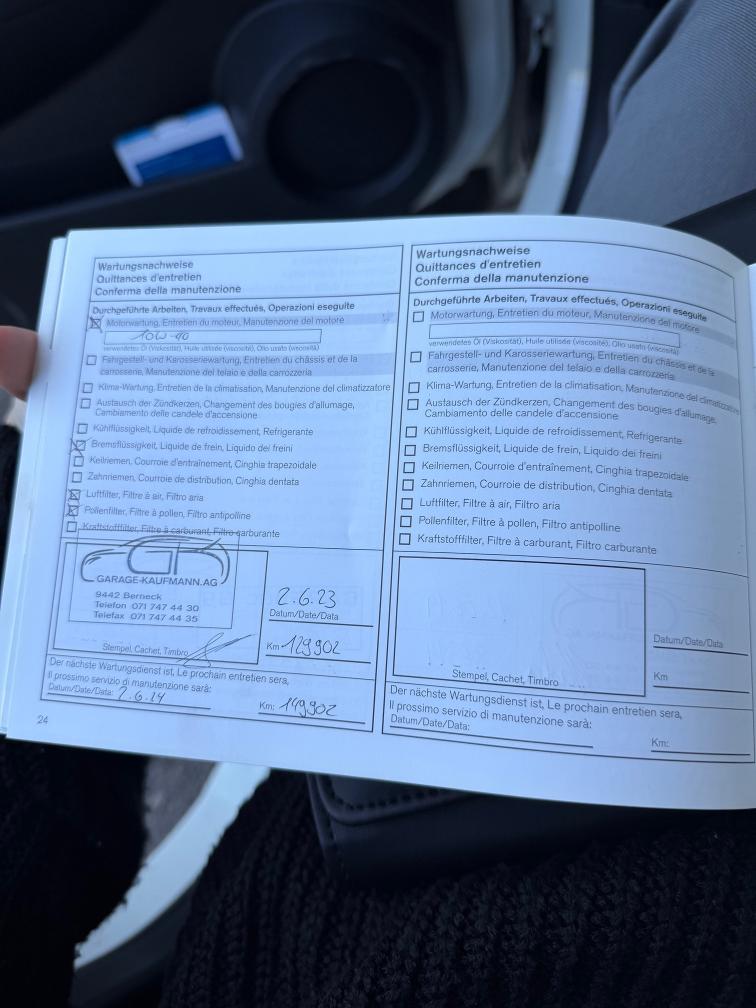 Wartungsnachweise
Quittances d'entretien
Conferma della manutenzione
Durchgeführte Arbeiten, Travaux effectués, Operazioni eseguite
Motorwartung, Entretien du moteur, Manutenzione del motore
10W-40
verwendetes Öl (Viskosität), Huile utilisée (viscosité), Olio usato (viscosità)
Fahrgestell- und Karosseriewartung, Entretien du châssis et de la
carrosserie, Manutenzione del telaio e della carrozzeria
Klima-Wartung, Entretien de la climatisation, Manutenzione del climatizzatore
Austausch der Zündkerzen, Changement des bougies d'allumage,
Cambiamento delle candele d'accensione
Kühlflüssigkeit, Liquide de refroidissement, Refrigerante
Bremsflüssigkeit, Liquide de frein, Liquido dei freini
Keilriemen, Courroie d'entraînement, Cinghia trapezoidale
Zahnriemen, Courroie de distribution, Cinghia dentata
Luftfilter, Filtre à air, Filtro aria
Pollenfilter, Filtre à pollen, Filtro antipolline
Kraftstofffilter, Filtre à carburant, Filtro carburante
GK
GARAGE-KAUFMANN.AG
9442 Berneck
Telefon 071 747 44 30
Telefax 071 747 44 35
Stempel, Cachet, Timbro
2.6.23
Datum/Date/Data
Km 129902
Der nächste Wartungsdienst ist, Le prochain entretien sera,
Il prossimo servizio di manutenzione sarà:
Datum/Date/Data: 2.6.24
Km: 149902
24
Wartungsnachweise
Quittances d'entretien
Conferma della manutenzione
Durchgeführte Arbeiten, Travaux effectués, Operazioni eseguite
Motorwartung, Entretien du moteur, Manutenzione del motore
verwendetes Öl (Viskosität), Huile utilisée (viscosité), Olio usato (viscosità)
Fahrgestell- und Karosseriewartung, Entretien du châssis et de la
carrosserie, Manutenzione del telaio e della carrozzeria
Klima-Wartung, Entretien de la climatisation, Manutenzione del climatizzatore
Austausch der Zündkerzen, Changement des bougies d'allumage,
Cambiamento delle candele d'accensione
Kühlflüssigkeit, Liquide de refroidissement, Refrigerante
Bremsflüssigkeit, Liquide de frein, Liquido dei freini
Keilriemen, Courroie d'entraînement, Cinghia trapezoidale
Zahnriemen, Courroie de distribution, Cinghia dentata
Luftfilter, Filtre à air, Filtro aria
Pollenfilter, Filtre à pollen, Filtro antipolline
Kraftstofffilter, Filtre à carburant, Filtro carburante
Stempel, Cachet, Timbro
Datum/Date/Data
Km
Der nächste Wartungsdienst ist, Le prochain entretien sera,
Il prossimo servizio di manutenzione sarà:
Datum/Date/Data:
Km: